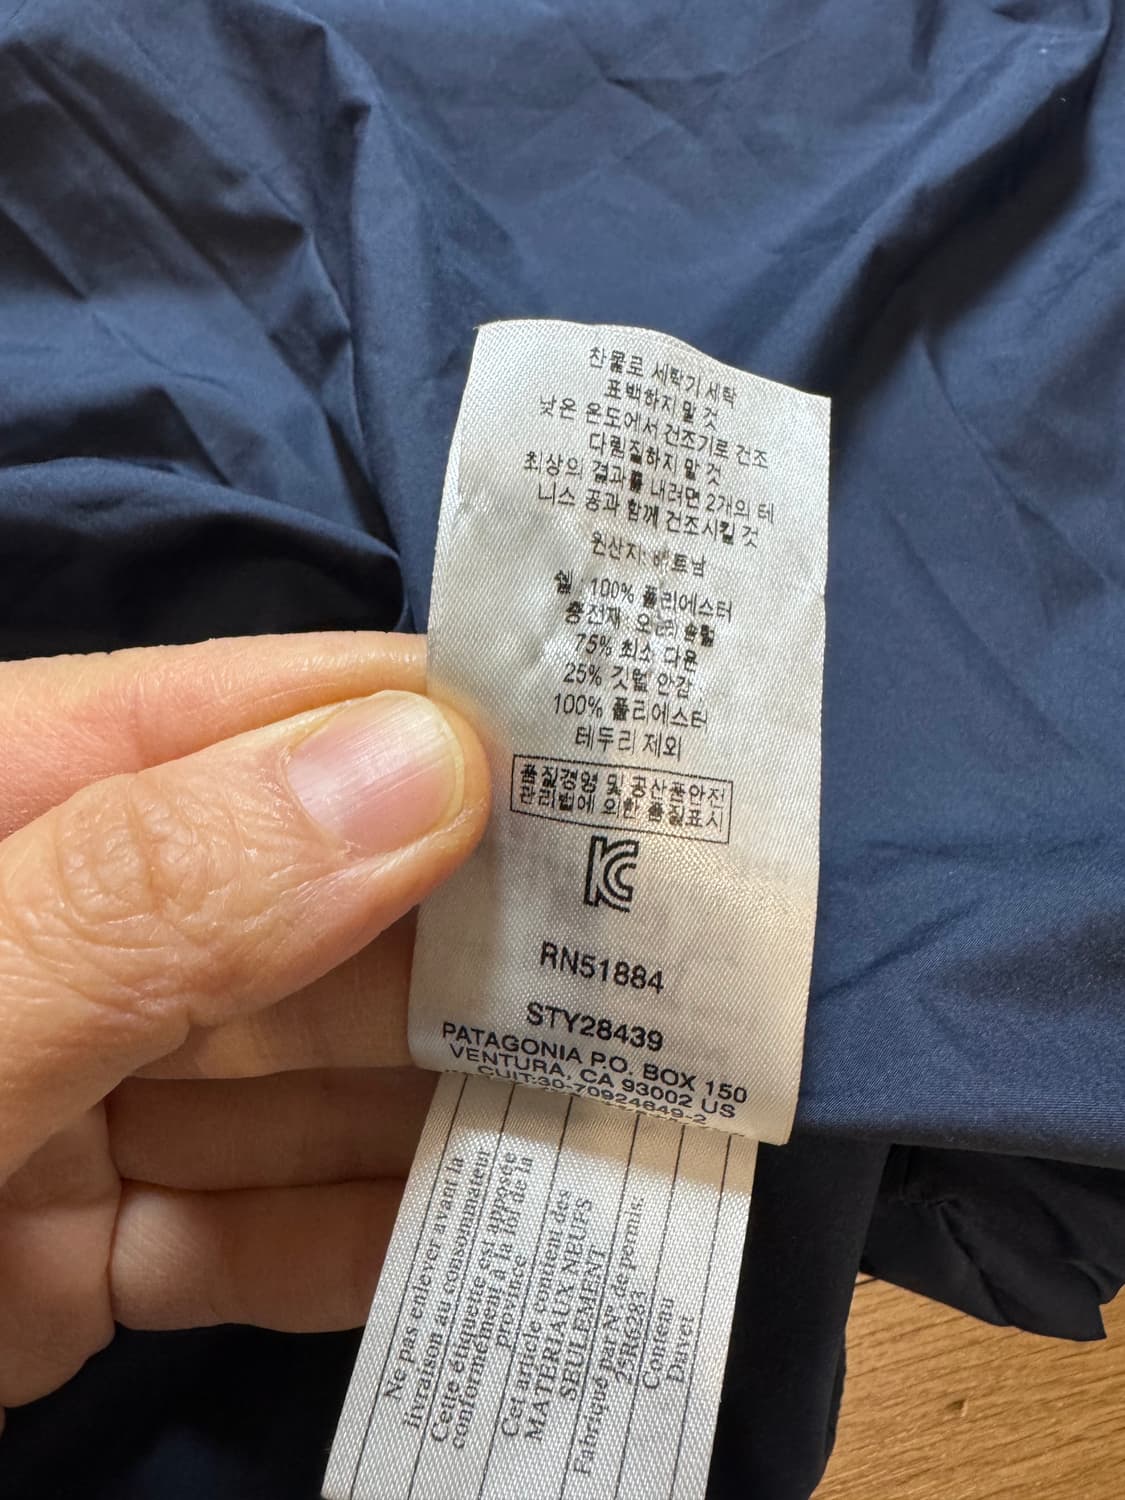 찬물로 세탁기 세탁
표백하지 말 것
낮은 온도에서 건조기로 건조
다림질하지 말 것
최상의 결과를 내려면 2개의 테
니스 공과 함께 건조시킬 것
원산지: 베트남
쉘: 100% 폴리에스터
충전재: 오리 솜털
75% 최소 다운
25% 깃털 안감:
100% 폴리에스터
테두리 제외
품질경영 및 공산품안전
관리법에 의한 품질표시
KC
RN51884
STY28439
PATAGONIA P.O. BOX 150
VENTURA, CA 93002 US
CUIT:30-70924649-2
Ne pas enlever avant la
livraison au consommateur
Cette étiquette est apposée
conformément à la loi de la
province
Cet article contient des
MATÉRIAUX NEUFS
SEULEMENT
Fabriqué par Nº. de permis:
25R6283
Contenu
Duvet